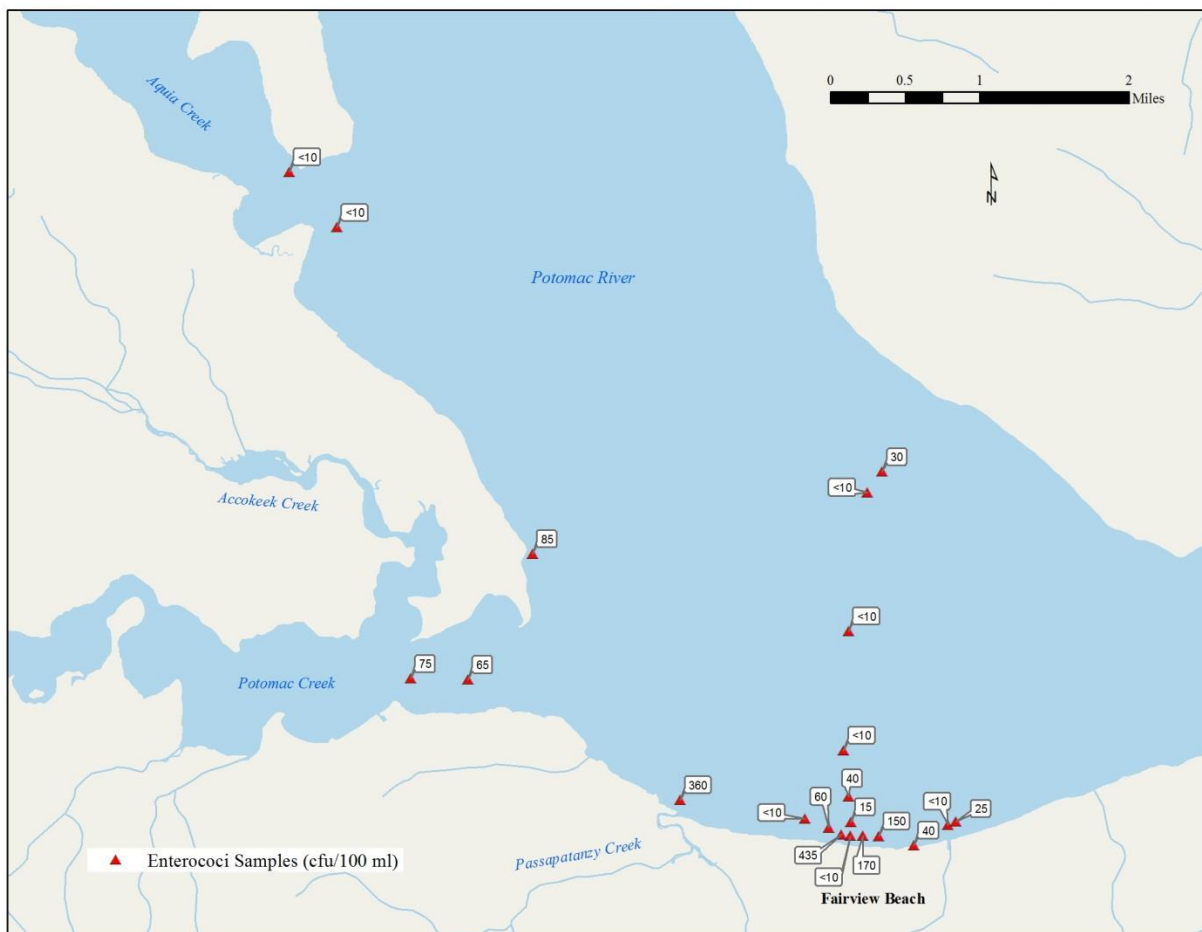 0 0.5 1 2
Miles
Aquia Creek
<10
<10
N
Potomac River
30
<10
Accokeek Creek
85
<10
75
65
Potomac Creek
<10
360
40
<10
60
15
<10
25
150
40
435
<10
170
Passapatanzy Creek
Enterococi Samples (cfu/100 ml)
Fairview Beach